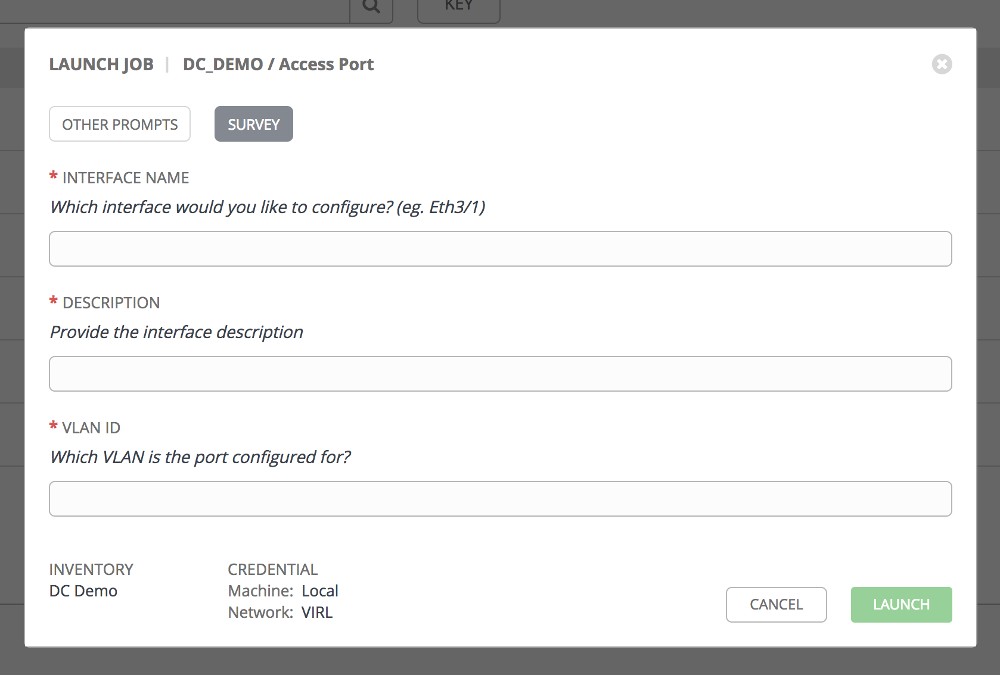 KEY
LAUNCH JOB | DC_DEMO / Access Port
OTHER PROMPTS SURVEY
* INTERFACE NAME
Which interface would you like to configure? (eg. Eth3/1)
* DESCRIPTION
Provide the interface description
* VLAN ID
Which VLAN is the port configured for?
INVENTORY
DC Demo
CREDENTIAL
Machine: Local
Network: VIRL
CANCEL LAUNCH